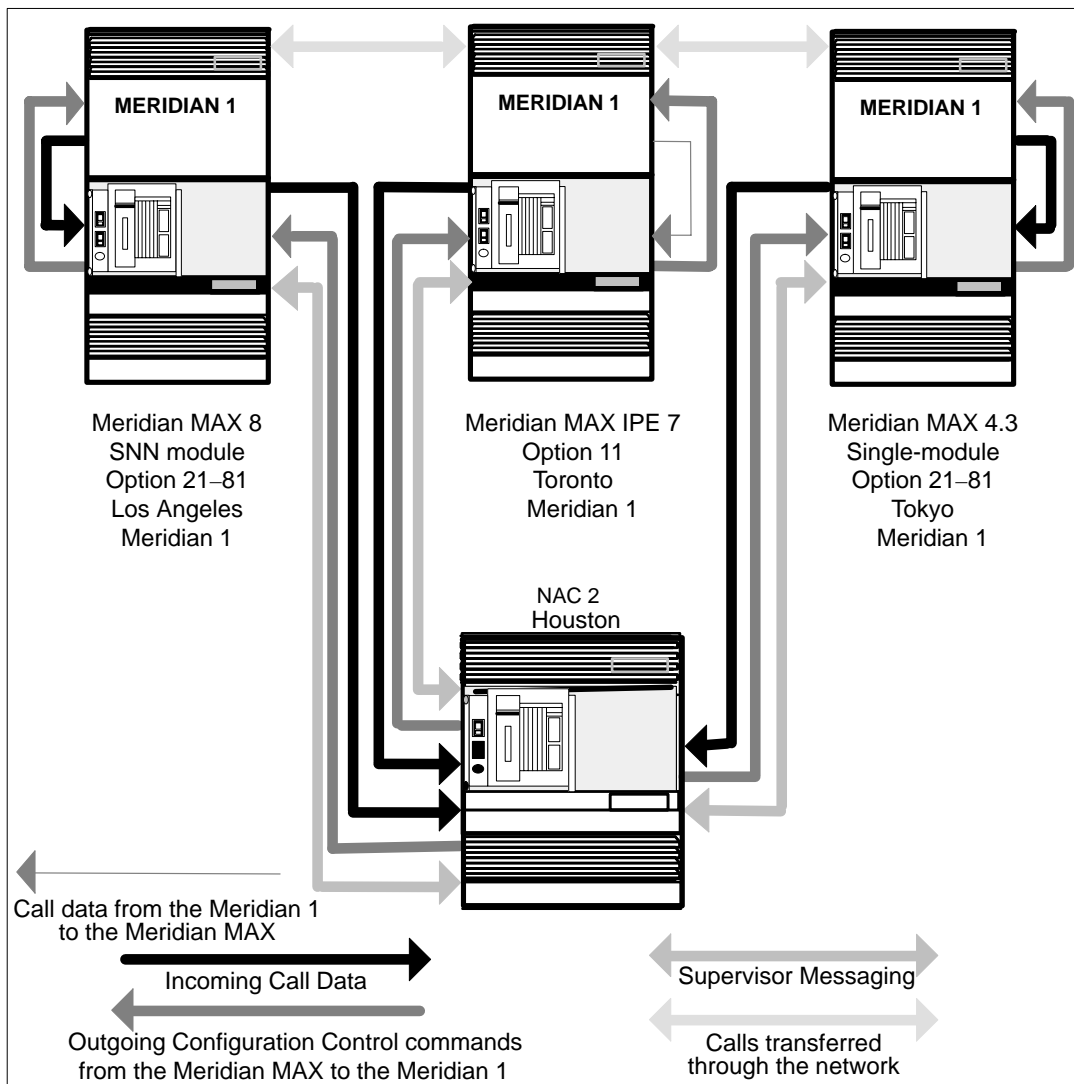 MERIDIAN 1
MERIDIAN 1
MERIDIAN 1
Meridian MAX 8
SNN module
Option 21–81
Los Angeles
Meridian 1
Meridian MAX IPE 7
Option 11
Toronto
Meridian 1
Meridian MAX 4.3
Single-module
Option 21–81
Tokyo
Meridian 1
NAC 2
Houston
Call data from the Meridian 1
to the Meridian MAX
Incoming Call Data
Outgoing Configuration Control commands
from the Meridian MAX to the Meridian 1
Supervisor Messaging
Calls transferred
through the network